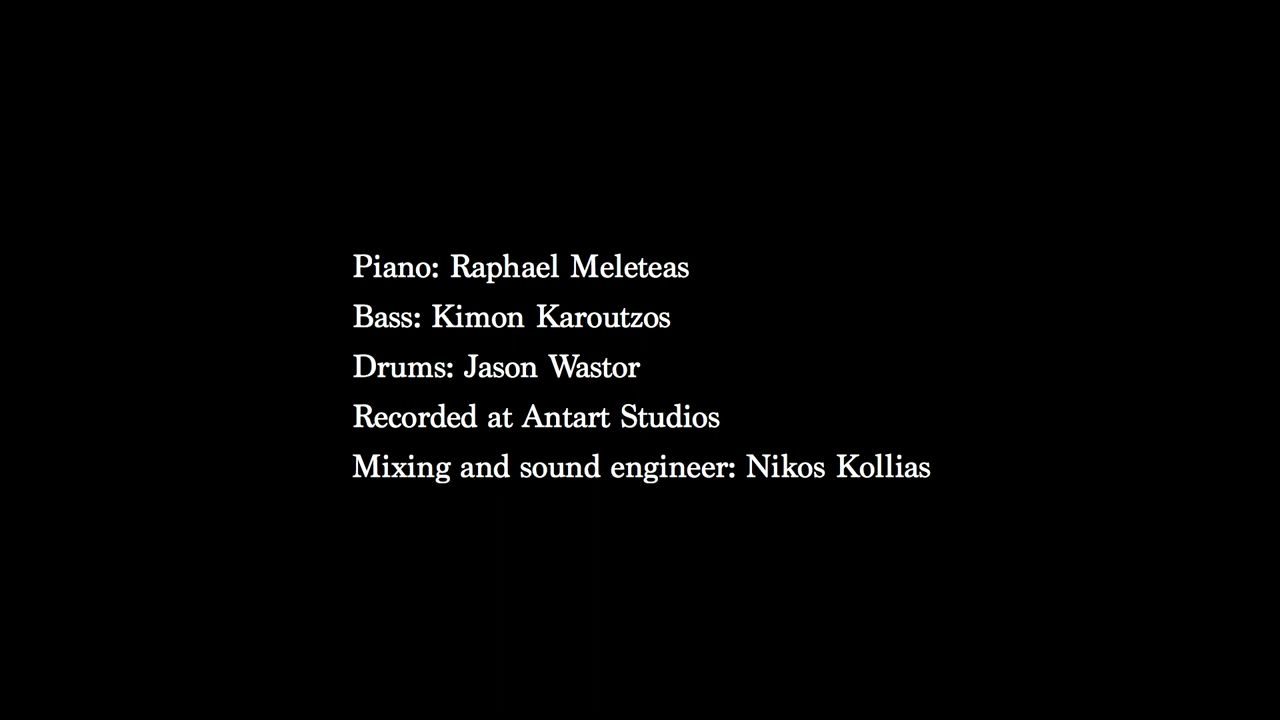 Piano: Raphael Meleteas
Bass: Kimon Karoutzos
Drums: Jason Wastor
Recorded at Antart Studios
Mixing and sound engineer: Nikos Kollias